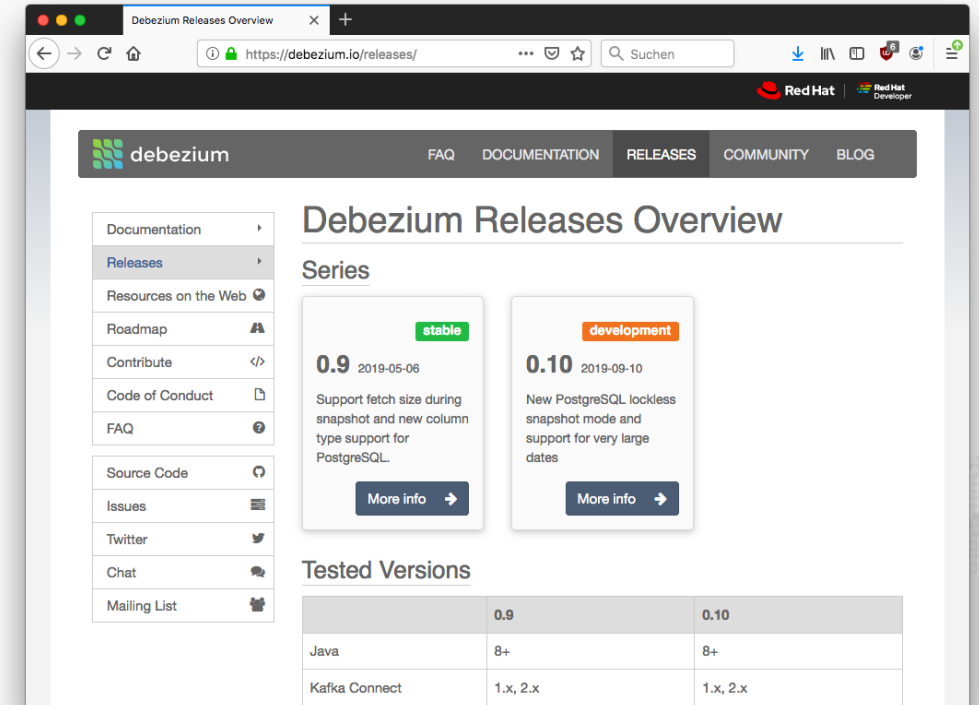 Debezium Releases Overview
https://debezium.io/releases/
Suchen
6
Red Hat
Red Hat
Developer
debezium
FAQ DOCUMENTATION RELEASES COMMUNITY BLOG
Documentation
Releases
Resources on the Web
Roadmap
Contribute
Code of Conduct
FAQ
Source Code
Issues
Twitter
Chat
Mailing List
Debezium Releases Overview
Series
stable
0.9 2019-05-06
Support fetch size during
snapshot and new column
type support for
PostgreSQL.
More info
development
0.10 2019-09-10
New PostgreSQL lockless
snapshot mode and
support for very large
dates
More info
Tested Versions
0.9 0.10
Java 8+ 8+
Kafka Connect 1.x, 2.x 1.x, 2.x